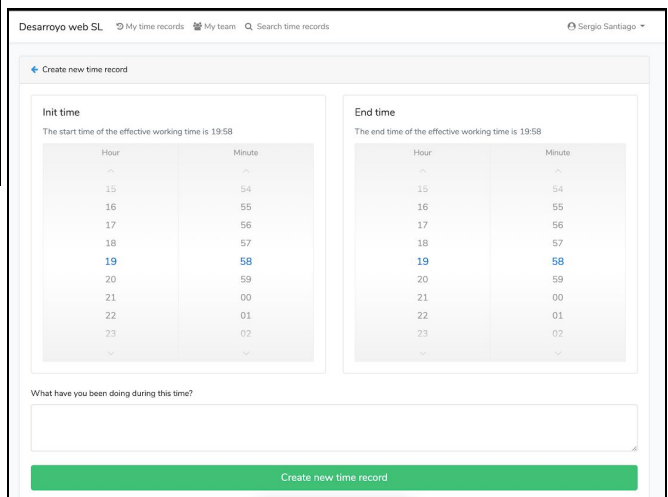 Desarroyo web SL My time records My team Search time records Sergio Santiago
Create new time record
Init time
The start time of the effective working time is 19:58
Hour Minute
15 54
16 55
17 56
18 57
19 58
20 59
21 00
22 01
23 02
End time
The end time of the effective working time is 19:58
Hour Minute
15 54
16 55
17 56
18 57
19 58
20 59
21 00
22 01
23 02
What have you been doing during this time?
Create new time record